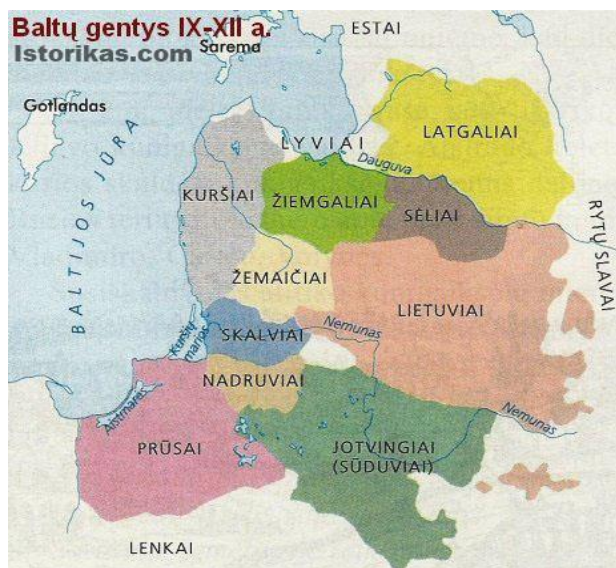 Baltų gentys IX-XII a.
Istorikas.com
Sarema
ESTAI
Gotlandas
BALTIJOS JŪRA
LYVIAI
LATGALIAI
Dauguva
KURŠIAI
ŽIEMGALIAI
SĖLIAI
RYTŲ SLAVAI
ŽEMAIČIAI
LIETUVIAI
Kuršių
marios
SKALVIAI
Nemunas
NADRUVIAI
Aistmarės
Nemunas
PRŪSAI
JOTVINGIAI
(SŪDUVIAI)
LENKAI